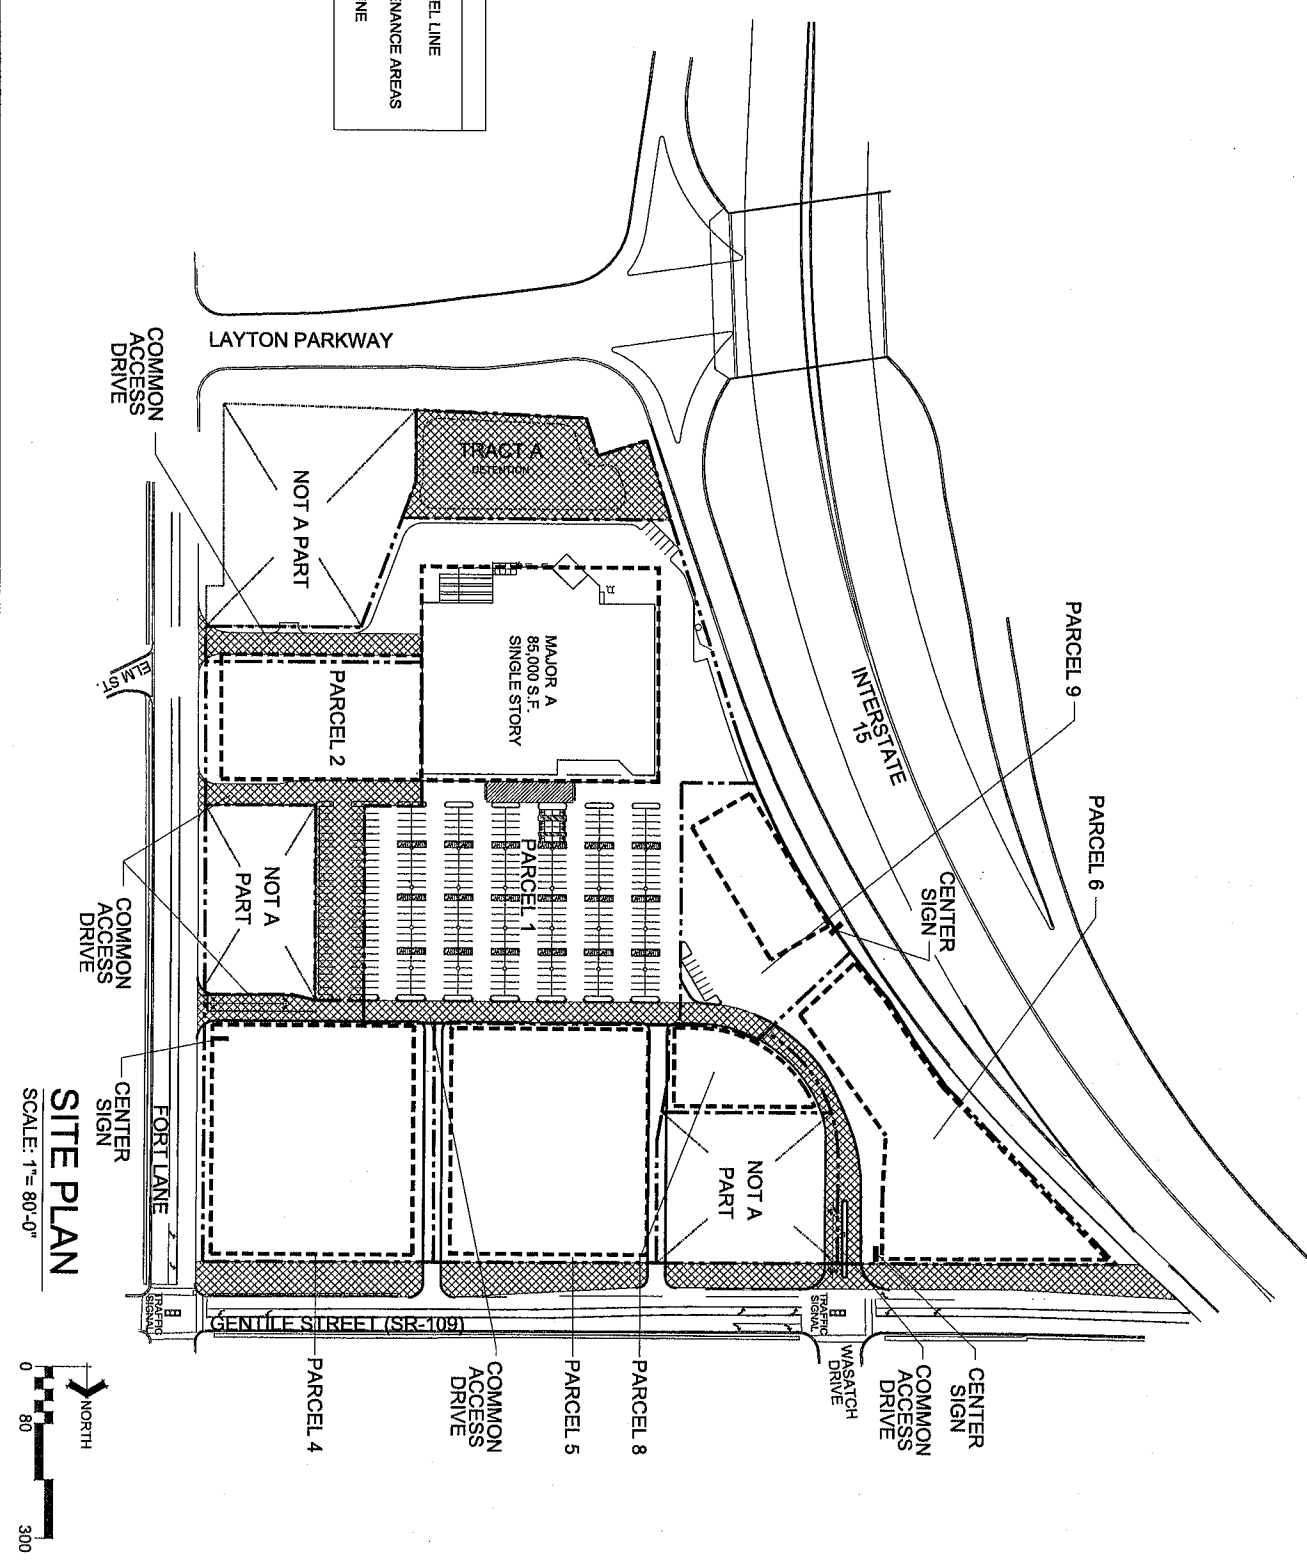 EL LINE
ENANCE AREAS
NE
LAYTON PARKWAY
COMMON
ACCESS
DRIVE
TRACT A
DETENTION
NOT A PART
ELM ST.
PARCEL 2
MAJOR A
85,000 S.F.
SINGLE STORY
INTERSTATE
15
PARCEL 9
PARCEL 6
CENTER
SIGN
PARCEL 1
NOT A
PART
COMMON
ACCESS
DRIVE
CENTER
SIGN
FORT LANE
SITE PLAN
SCALE: 1"= 80'-0"
NOT A
PART
TRAFFIC
SIGNAL
GENTILE STREET (SR-109)
TRAFFIC
SIGNAL
WASATCH
DRIVE
PARCEL 4
COMMON
ACCESS
DRIVE
PARCEL 5
PARCEL 8
COMMON
ACCESS
DRIVE
CENTER
SIGN
NORTH
0
80
300